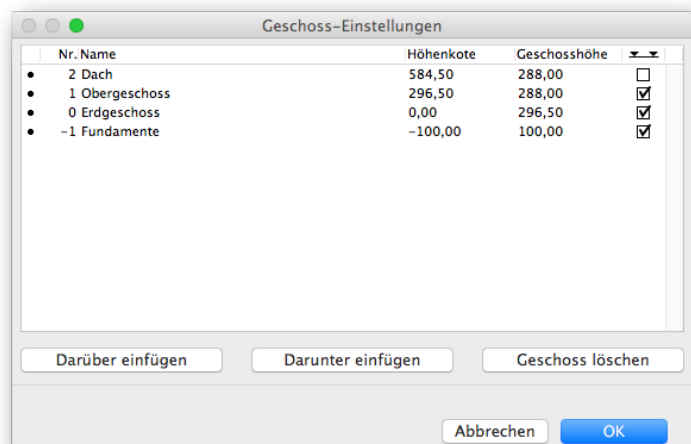 Geschoss-Einstellungen
Nr. Name Höhenkote Geschosshöhe
2 Dach 584,50 288,00
1 Obergeschoss 296,50 288,00
0 Erdgeschoss 0,00 296,50
−1 Fundamente −100,00 100,00
Darüber einfügen Darunter einfügen Geschoss löschen
Abbrechen OK